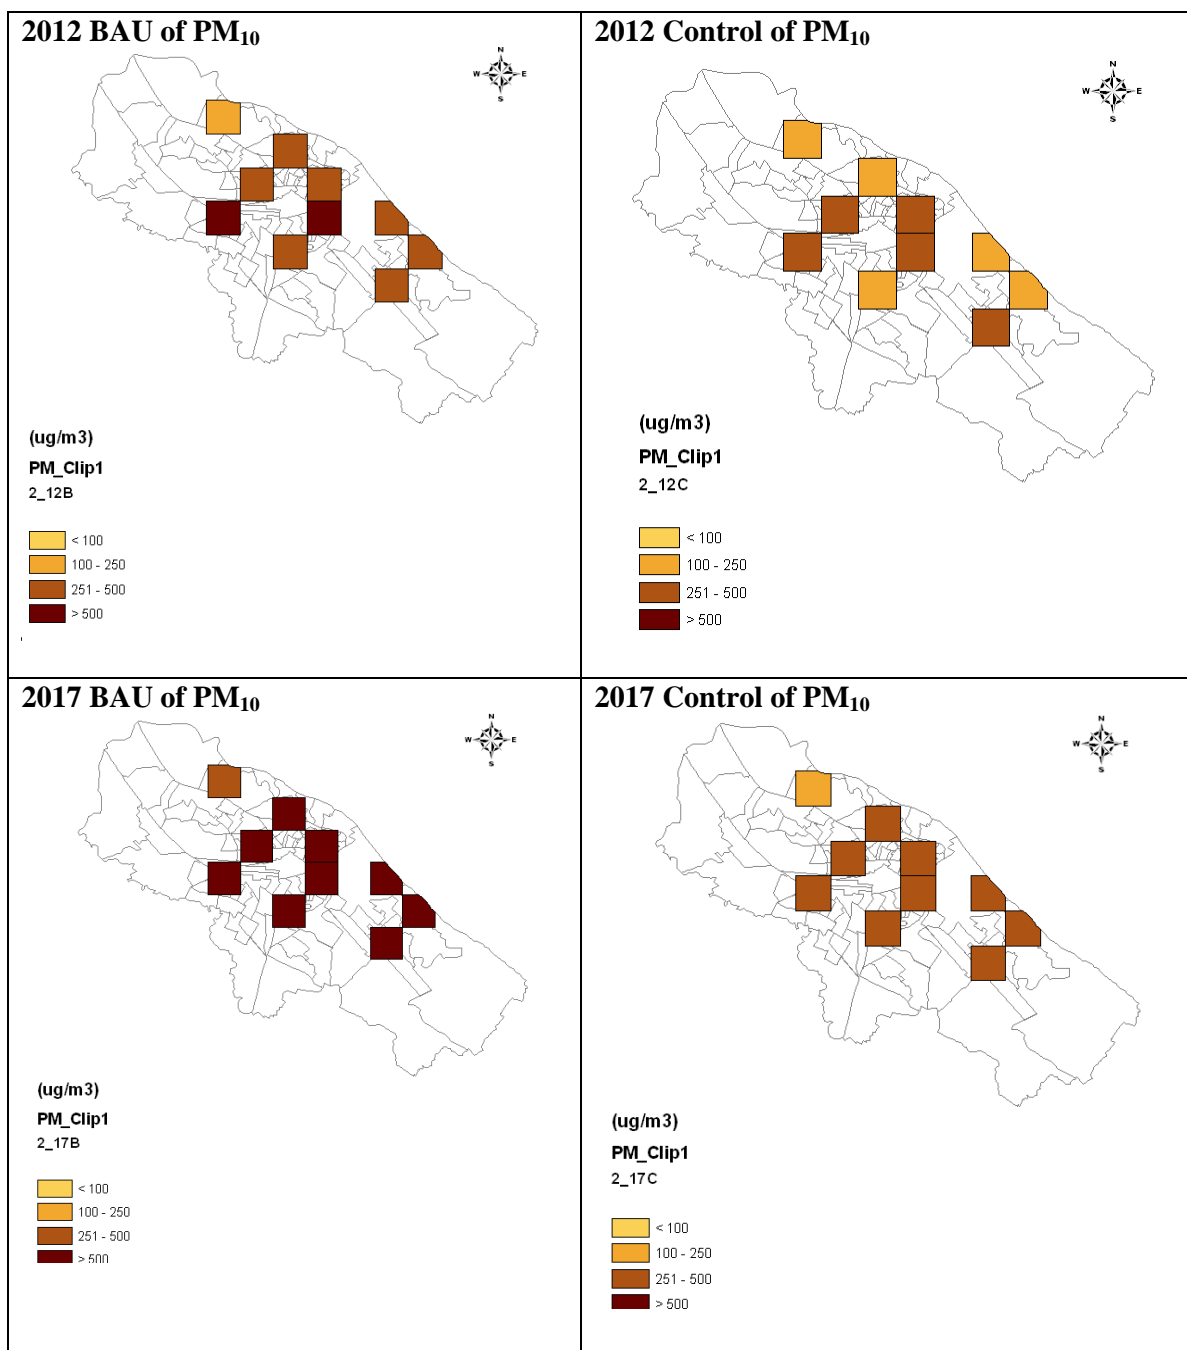 2012 BAU of PM10
N
W E
S
(ug/m3)
PM_Clip1
2_12B
< 100
100 - 250
251 - 500
> 500
2012 Control of PM10
N
W E
S
(ug/m3)
PM_Clip1
2_12C
< 100
100 - 250
251 - 500
> 500
2017 BAU of PM10
N
W E
S
(ug/m3)
PM_Clip1
2_17B
< 100
100 - 250
251 - 500
> 500
2017 Control of PM10
N
W E
S
(ug/m3)
PM_Clip1
2_17C
< 100
100 - 250
251 - 500
> 500